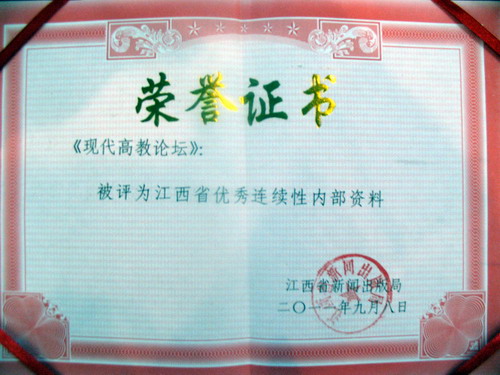 荣誉证书
《现代高教论坛》:
被评为江西省优秀连续性内部资料
江西省新闻出版局
二〇一一年九月八日